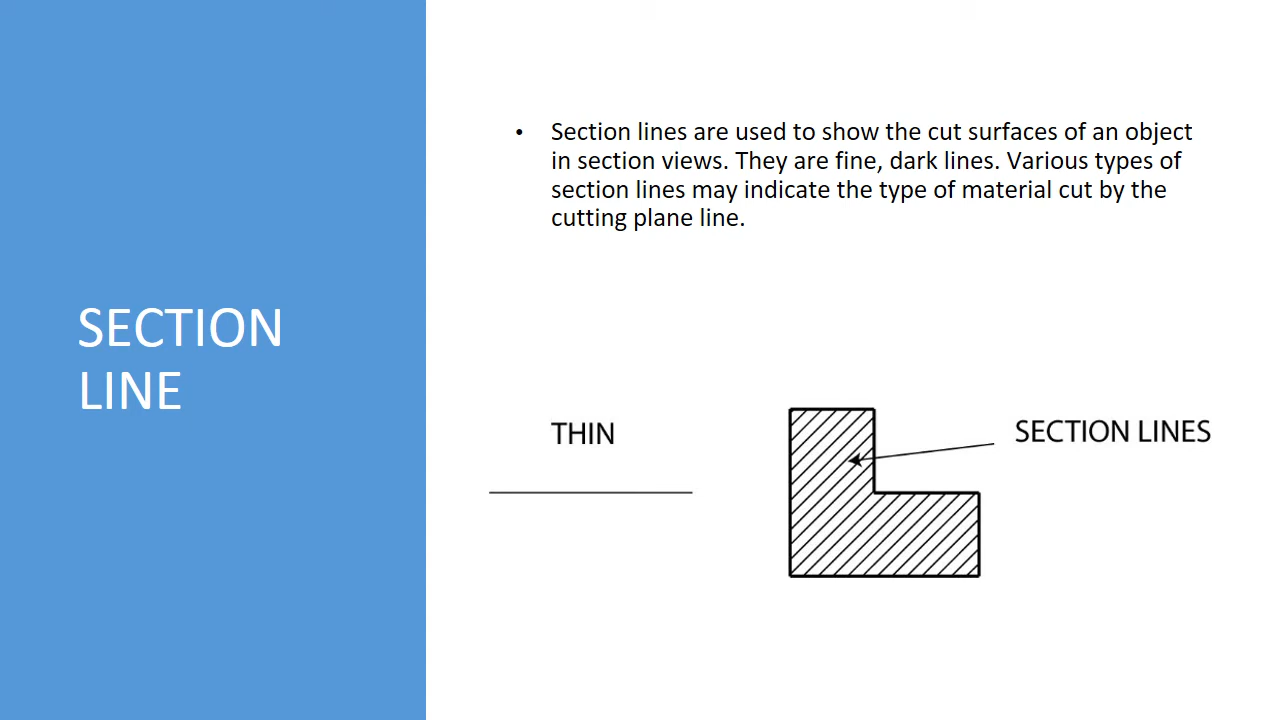 SECTION
LINE
• Section lines are used to show the cut surfaces of an object
in section views. They are fine, dark lines. Various types of
section lines may indicate the type of material cut by the
cutting plane line.
THIN
SECTION LINES